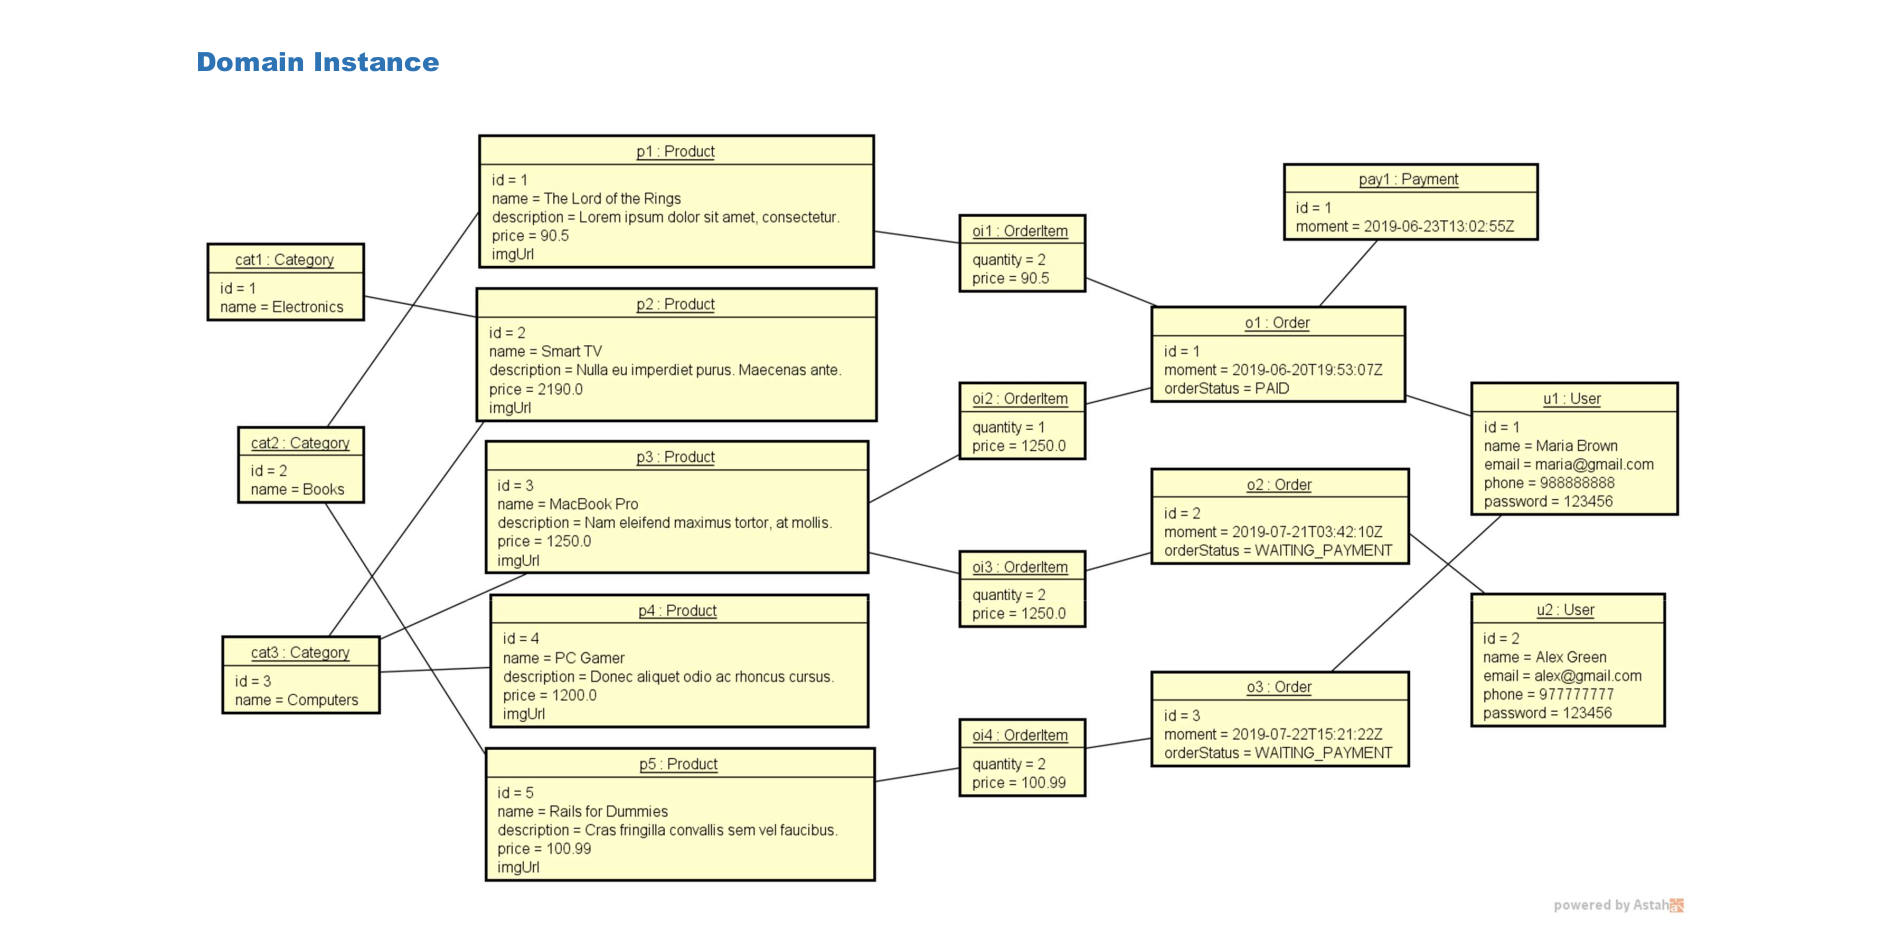 Domain Instance
p1 : Product
id = 1
name = The Lord of the Rings
description = Lorem ipsum dolor sit amet, consectetur.
price = 90.5
imgUrl
pay1 : Payment
id = 1
moment = 2019-06-23T13:02:55Z
oi1 : OrderItem
quantity = 2
price = 90.5
cat1 : Category
id = 1
name = Electronics
p2 : Product
id = 2
name = Smart TV
description = Nulla eu imperdiet purus. Maecenas ante.
price = 2190.0
imgUrl
o1 : Order
id = 1
moment = 2019-06-20T19:53:07Z
orderStatus = PAID
oi2 : OrderItem
quantity = 1
price = 1250.0
u1 : User
id = 1
name = Maria Brown
email = maria@gmail.com
phone = 988888888
password = 123456
cat2 : Category
id = 2
name = Books
p3 : Product
id = 3
name = MacBook Pro
description = Nam eleifend maximus tortor, at mollis.
price = 1250.0
imgUrl
o2 : Order
id = 2
moment = 2019-07-21T03:42:10Z
orderStatus = WAITING_PAYMENT
oi3 : OrderItem
quantity = 2
price = 1250.0
u2 : User
id = 2
name = Alex Green
email = alex@gmail.com
phone = 977777777
password = 123456
cat3 : Category
id = 3
name = Computers
p4 : Product
id = 4
name = PC Gamer
description = Donec aliquet odio ac rhoncus cursus.
price = 1200.0
imgUrl
o3 : Order
id = 3
moment = 2019-07-22T15:21:22Z
orderStatus = WAITING_PAYMENT
oi4 : OrderItem
quantity = 2
price = 100.99
p5 : Product
id = 5
name = Rails for Dummies
description = Cras fringilla convallis sem vel faucibus.
price = 100.99
imgUrl
powered by Astah